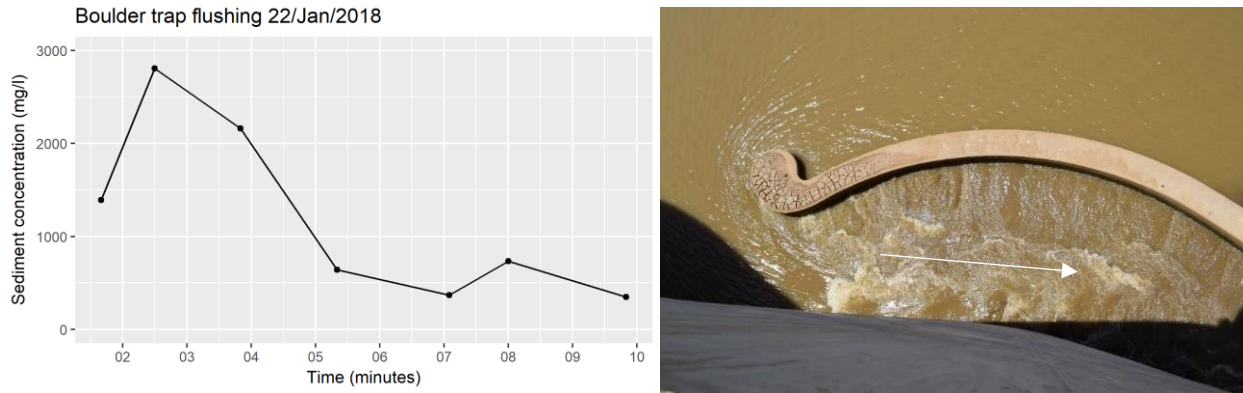 Boulder trap flushing 22/Jan/2018
Sediment concentration (mg/l)
3000
2000
1000
0
02 03 04 05 07 08 09 10
Time (minutes)